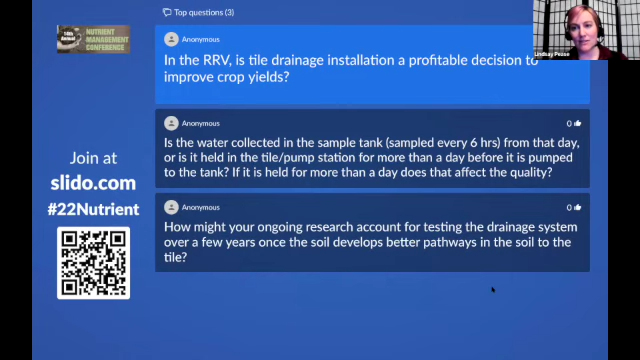 Top questions (3)
Anonymous
In the RRV, is tile drainage installation a profitable decision to
improve crop yields?
14th
Annual
NUTRIENT
MANAGEMENT
CONFERENCE
Anonymous
0
Is the water collected in the sample tank (sampled every 6 hrs) from that day,
or is it held in the tile/pump station for more than a day before it is pumped
to the tank? If it is held for more than a day does that affect the quality?
Join at
slido.com
#22Nutrient
Anonymous
0
How might your ongoing research account for testing the drainage system
over a few years once the soil develops better pathways in the soil to the
tile?
Lindsay Pease